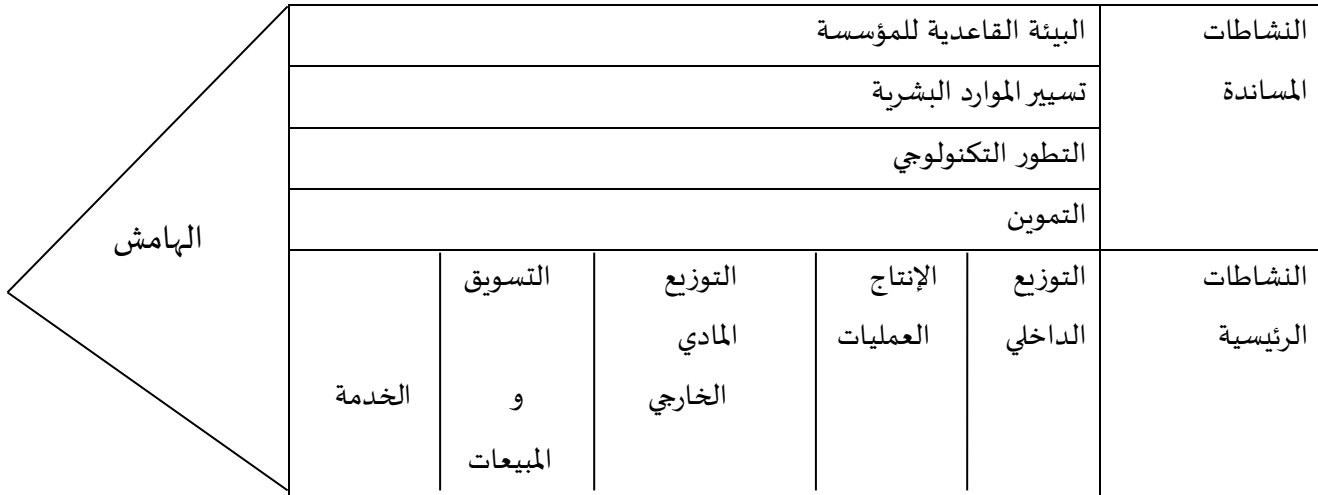 النشاطات
المساندة
البيئة القاعدية للمؤسسة
تسيير الموارد البشرية
التطور التكنولوجي
التموين
النشاطات
الرئيسية
التوزيع
الداخلي
الإنتاج
العمليات
التوزيع
المادي
الخارجي
التسويق
و
المبيعات
الخدمة
الهامش